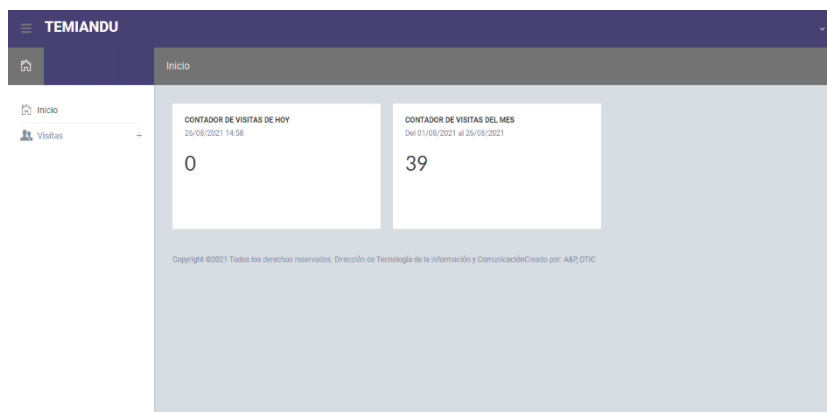 TEMIANDU
Inicio
Inicio
Visitas +
CONTADOR DE VISITAS DE HOY
26/08/2021 14:58
0
CONTADOR DE VISITAS DEL MES
Del 01/08/2021 al 26/08/2021
39
Copyright ©2021 Todos los derechos reservados. Dirección de Tecnología de la Información y ComunicaciónCreado por: A&P, DTIC